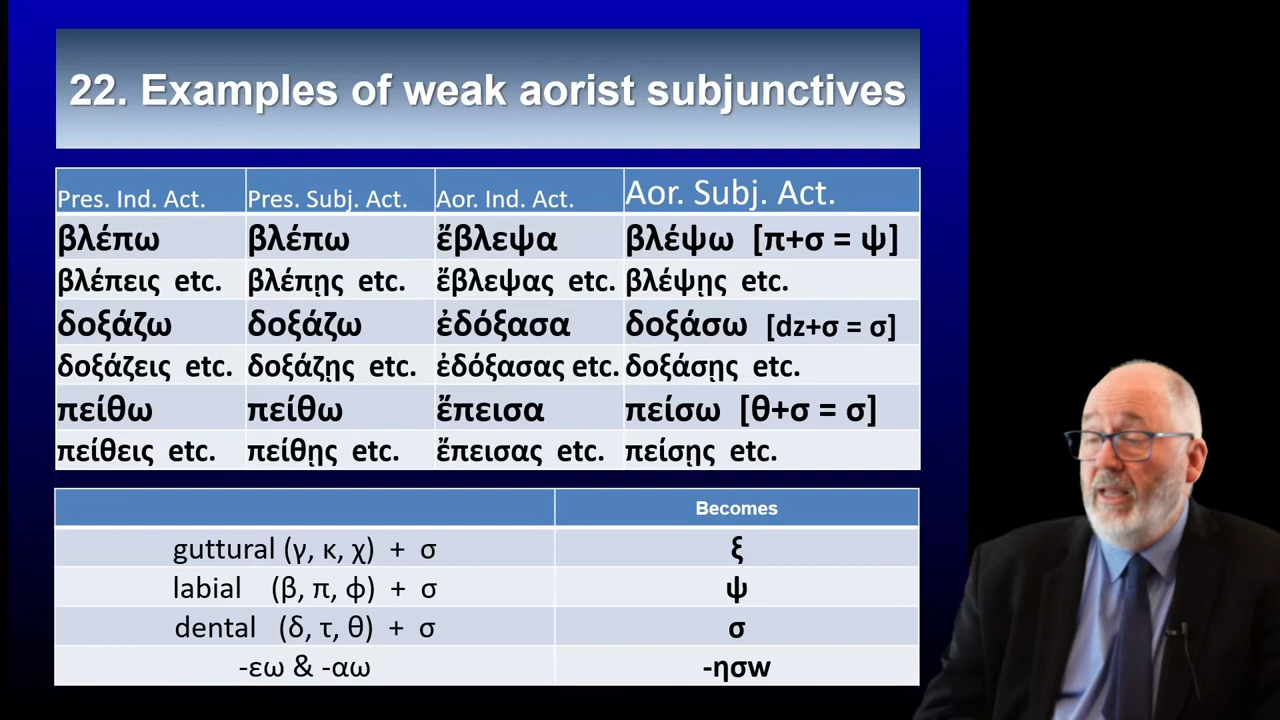 22. Examples of weak aorist subjunctives
Pres. Ind. Act. Pres. Subj. Act. Aor. Ind. Act. Aor. Subj. Act.
βλέπω βλέπω ἔβλεψα βλέψω [π+σ = ψ]
βλέπεις etc. βλέπῃς etc. ἔβλεψας etc. βλέψῃς etc.
δοξάζω δοξάζω ἐδόξασα δοξάσω [dz+σ = σ]
δοξάζεις etc. δοξάζῃς etc. ἐδόξασας etc. δοξάσῃς etc.
πείθω πείθω ἔπεισα πείσω [θ+σ = σ]
πείθεις etc. πείθῃς etc. ἔπεισας etc. πείσῃς etc.
Becomes
guttural (γ, κ, χ) + σ ξ
labial (β, π, φ) + σ ψ
dental (δ, τ, θ) + σ σ
-εω & -αω -ησw